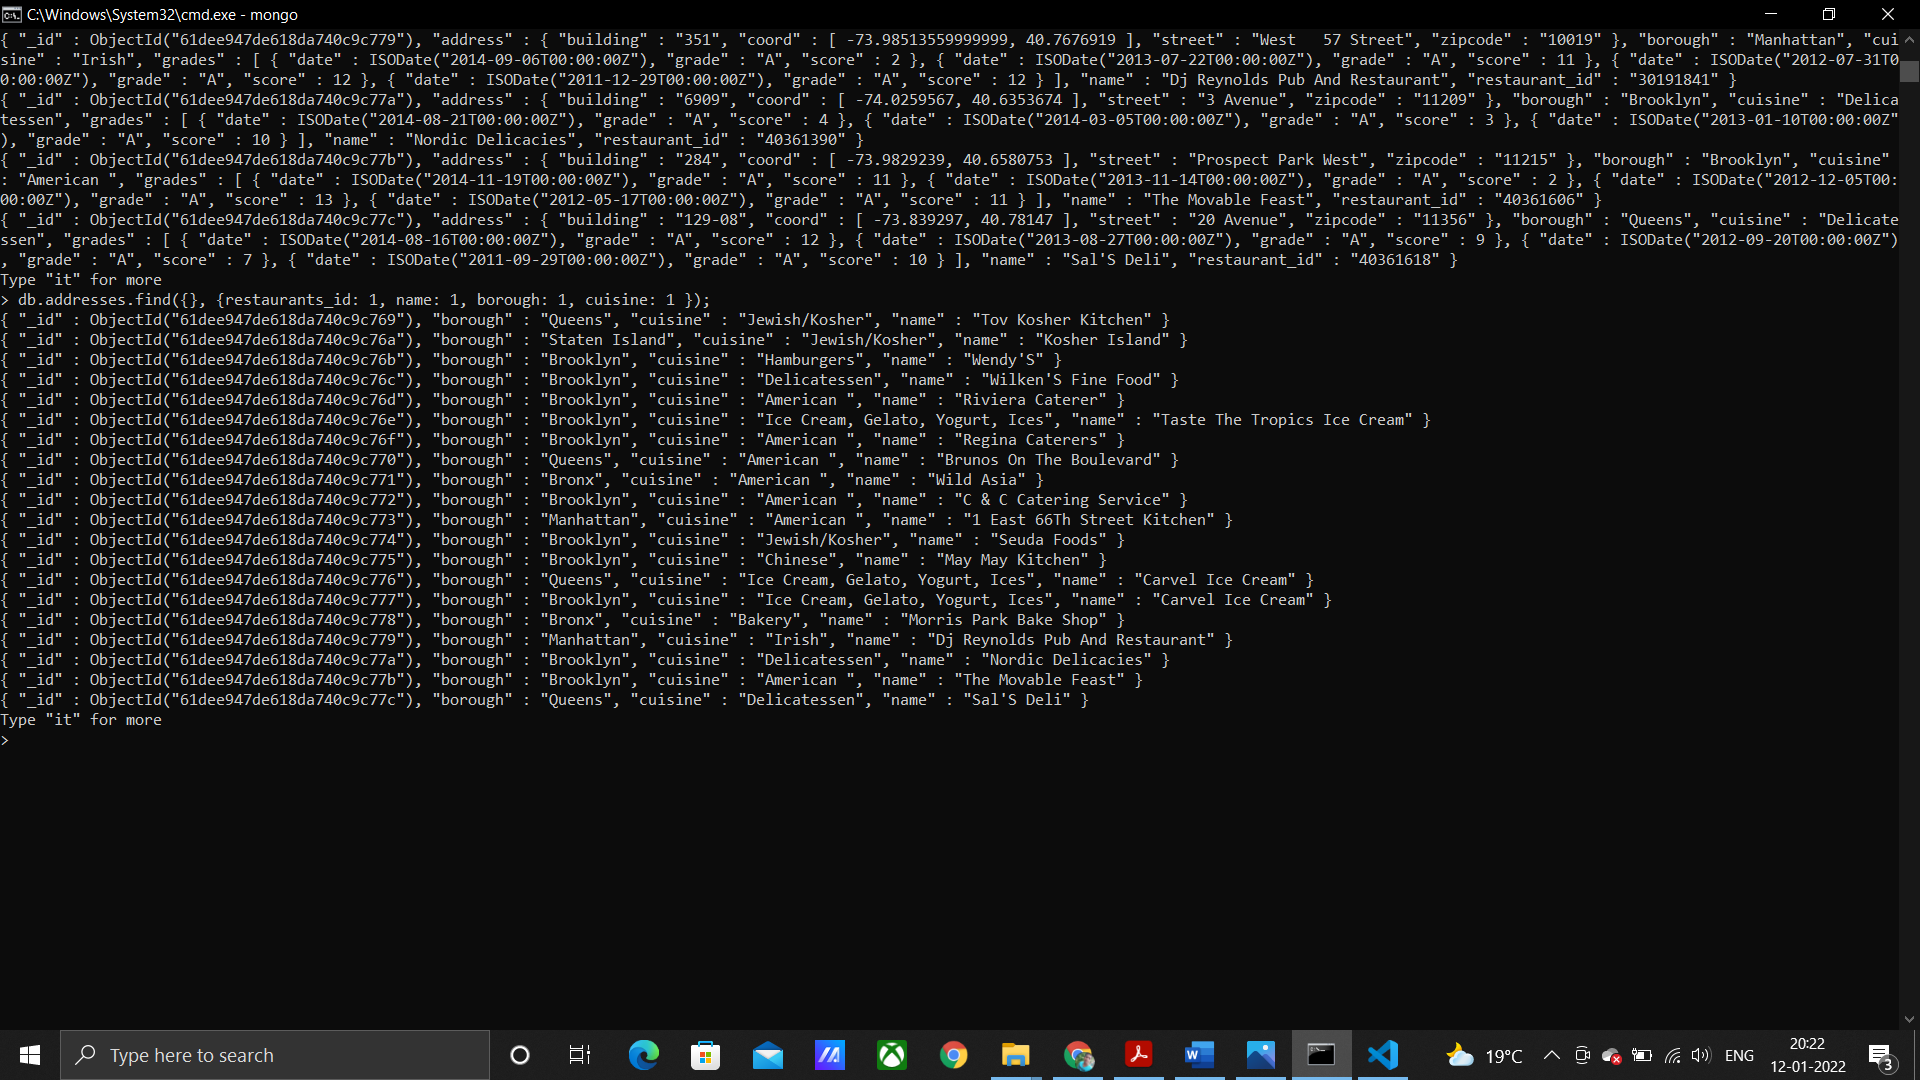 C:\Windows\System32\cmd.exe - mongo
{ "_id" : ObjectId("61dee947de618da740c9c779"), "address" : { "building" : "351", "coord" : [ -73.98513559999999, 40.7676919 ], "street" : "West   57 Street", "zipcode" : "10019" }, "borough" : "Manhattan", "cui
sine" : "Irish", "grades" : [ { "date" : ISODate("2014-09-06T00:00:00Z"), "grade" : "A", "score" : 2 }, { "date" : ISODate("2013-07-22T00:00:00Z"), "grade" : "A", "score" : 11 }, { "date" : ISODate("2012-07-31T0
0:00:00Z"), "grade" : "A", "score" : 12 }, { "date" : ISODate("2011-12-29T00:00:00Z"), "grade" : "A", "score" : 12 } ], "name" : "Dj Reynolds Pub And Restaurant", "restaurant_id" : "30191841" }
{ "_id" : ObjectId("61dee947de618da740c9c77a"), "address" : { "building" : "6909", "coord" : [ -74.0259567, 40.6353674 ], "street" : "3 Avenue", "zipcode" : "11209" }, "borough" : "Brooklyn", "cuisine" : "Delica
tessen", "grades" : [ { "date" : ISODate("2014-08-21T00:00:00Z"), "grade" : "A", "score" : 4 }, { "date" : ISODate("2014-03-05T00:00:00Z"), "grade" : "A", "score" : 3 }, { "date" : ISODate("2013-01-10T00:00:00Z"
), "grade" : "A", "score" : 10 } ], "name" : "Nordic Delicacies", "restaurant_id" : "40361390" }
{ "_id" : ObjectId("61dee947de618da740c9c77b"), "address" : { "building" : "284", "coord" : [ -73.9829239, 40.6580753 ], "street" : "Prospect Park West", "zipcode" : "11215" }, "borough" : "Brooklyn", "cuisine"
: "American ", "grades" : [ { "date" : ISODate("2014-11-19T00:00:00Z"), "grade" : "A", "score" : 11 }, { "date" : ISODate("2013-11-14T00:00:00Z"), "grade" : "A", "score" : 2 }, { "date" : ISODate("2012-12-05T00:
00:00Z"), "grade" : "A", "score" : 13 }, { "date" : ISODate("2012-05-17T00:00:00Z"), "grade" : "A", "score" : 11 } ], "name" : "The Movable Feast", "restaurant_id" : "40361606" }
{ "_id" : ObjectId("61dee947de618da740c9c77c"), "address" : { "building" : "129-08", "coord" : [ -73.839297, 40.78147 ], "street" : "20 Avenue", "zipcode" : "11356" }, "borough" : "Queens", "cuisine" : "Delicate
ssen", "grades" : [ { "date" : ISODate("2014-08-16T00:00:00Z"), "grade" : "A", "score" : 12 }, { "date" : ISODate("2013-08-27T00:00:00Z"), "grade" : "A", "score" : 9 }, { "date" : ISODate("2012-09-20T00:00:00Z")
, "grade" : "A", "score" : 7 }, { "date" : ISODate("2011-09-29T00:00:00Z"), "grade" : "A", "score" : 10 } ], "name" : "Sal'S Deli", "restaurant_id" : "40361618" }
Type "it" for more
> db.addresses.find({}, {restaurants_id: 1, name: 1, borough: 1, cuisine: 1 });
{ "_id" : ObjectId("61dee947de618da740c9c769"), "borough" : "Queens", "cuisine" : "Jewish/Kosher", "name" : "Tov Kosher Kitchen" }
{ "_id" : ObjectId("61dee947de618da740c9c76a"), "borough" : "Staten Island", "cuisine" : "Jewish/Kosher", "name" : "Kosher Island" }
{ "_id" : ObjectId("61dee947de618da740c9c76b"), "borough" : "Brooklyn", "cuisine" : "Hamburgers", "name" : "Wendy'S" }
{ "_id" : ObjectId("61dee947de618da740c9c76c"), "borough" : "Brooklyn", "cuisine" : "Delicatessen", "name" : "Wilken'S Fine Food" }
{ "_id" : ObjectId("61dee947de618da740c9c76d"), "borough" : "Brooklyn", "cuisine" : "American ", "name" : "Riviera Caterer" }
{ "_id" : ObjectId("61dee947de618da740c9c76e"), "borough" : "Brooklyn", "cuisine" : "Ice Cream, Gelato, Yogurt, Ices", "name" : "Taste The Tropics Ice Cream" }
{ "_id" : ObjectId("61dee947de618da740c9c76f"), "borough" : "Brooklyn", "cuisine" : "American ", "name" : "Regina Caterers" }
{ "_id" : ObjectId("61dee947de618da740c9c770"), "borough" : "Queens", "cuisine" : "American ", "name" : "Brunos On The Boulevard" }
{ "_id" : ObjectId("61dee947de618da740c9c771"), "borough" : "Bronx", "cuisine" : "American ", "name" : "Wild Asia" }
{ "_id" : ObjectId("61dee947de618da740c9c772"), "borough" : "Brooklyn", "cuisine" : "American ", "name" : "C & C Catering Service" }
{ "_id" : ObjectId("61dee947de618da740c9c773"), "borough" : "Manhattan", "cuisine" : "American ", "name" : "1 East 66Th Street Kitchen" }
{ "_id" : ObjectId("61dee947de618da740c9c774"), "borough" : "Brooklyn", "cuisine" : "Jewish/Kosher", "name" : "Seuda Foods" }
{ "_id" : ObjectId("61dee947de618da740c9c775"), "borough" : "Brooklyn", "cuisine" : "Chinese", "name" : "May May Kitchen" }
{ "_id" : ObjectId("61dee947de618da740c9c776"), "borough" : "Queens", "cuisine" : "Ice Cream, Gelato, Yogurt, Ices", "name" : "Carvel Ice Cream" }
{ "_id" : ObjectId("61dee947de618da740c9c777"), "borough" : "Brooklyn", "cuisine" : "Ice Cream, Gelato, Yogurt, Ices", "name" : "Carvel Ice Cream" }
{ "_id" : ObjectId("61dee947de618da740c9c778"), "borough" : "Bronx", "cuisine" : "Bakery", "name" : "Morris Park Bake Shop" }
{ "_id" : ObjectId("61dee947de618da740c9c779"), "borough" : "Manhattan", "cuisine" : "Irish", "name" : "Dj Reynolds Pub And Restaurant" }
{ "_id" : ObjectId("61dee947de618da740c9c77a"), "borough" : "Brooklyn", "cuisine" : "Delicatessen", "name" : "Nordic Delicacies" }
{ "_id" : ObjectId("61dee947de618da740c9c77b"), "borough" : "Brooklyn", "cuisine" : "American ", "name" : "The Movable Feast" }
{ "_id" : ObjectId("61dee947de618da740c9c77c"), "borough" : "Queens", "cuisine" : "Delicatessen", "name" : "Sal'S Deli" }
Type "it" for more
>
Type here to search
19°C
ENG
20:22
12-01-2022
3